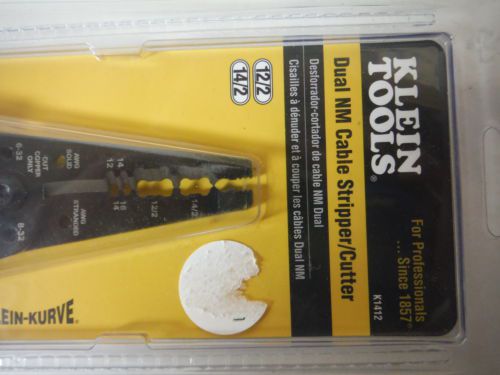 KLEIN
TOOLS®
For Professionals
... Since 1857®
Dual NM Cable Stripper/Cutter
K1412
Desforrador-cortador de cable NM Dual
Cisailles à dénuder et à couper les câbles Dual NM
12/2
14/2
AWG
SOLID
14
12
16
14
12/2
14/2
AWG
STRANDED
CUT
COPPER
ONLY
6-32
8-32
EIN-KURVE®